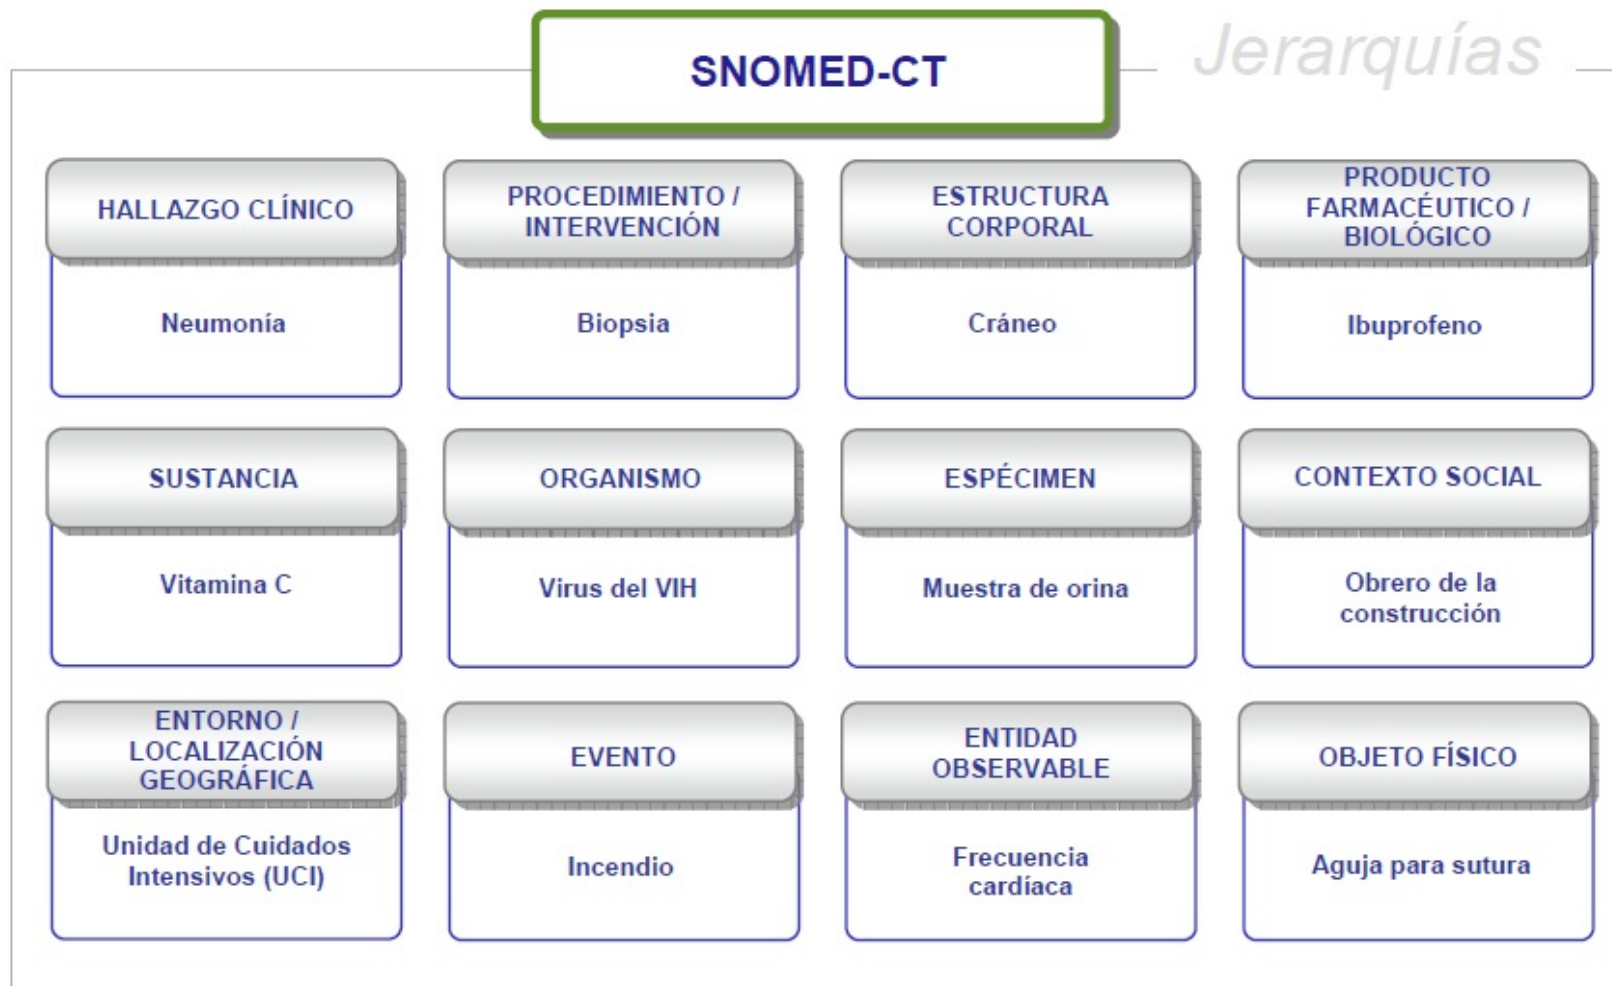 SNOMED-CT
Jerarquías
HALLAZGO CLÍNICO
Neumonía
PROCEDIMIENTO /
INTERVENCIÓN
Biopsia
ESTRUCTURA
CORPORAL
Cráneo
PRODUCTO
FARMACÉUTICO /
BIOLÓGICO
Ibuprofeno
SUSTANCIA
Vitamina C
ORGANISMO
Virus del VIH
ESPÉCIMEN
Muestra de orina
CONTEXTO SOCIAL
Obrero de la
construcción
ENTORNO /
LOCALIZACIÓN
GEOGRÁFICA
Unidad de Cuidados
Intensivos (UCI)
EVENTO
Incendio
ENTIDAD
OBSERVABLE
Frecuencia
cardíaca
OBJETO FÍSICO
Aguja para sutura